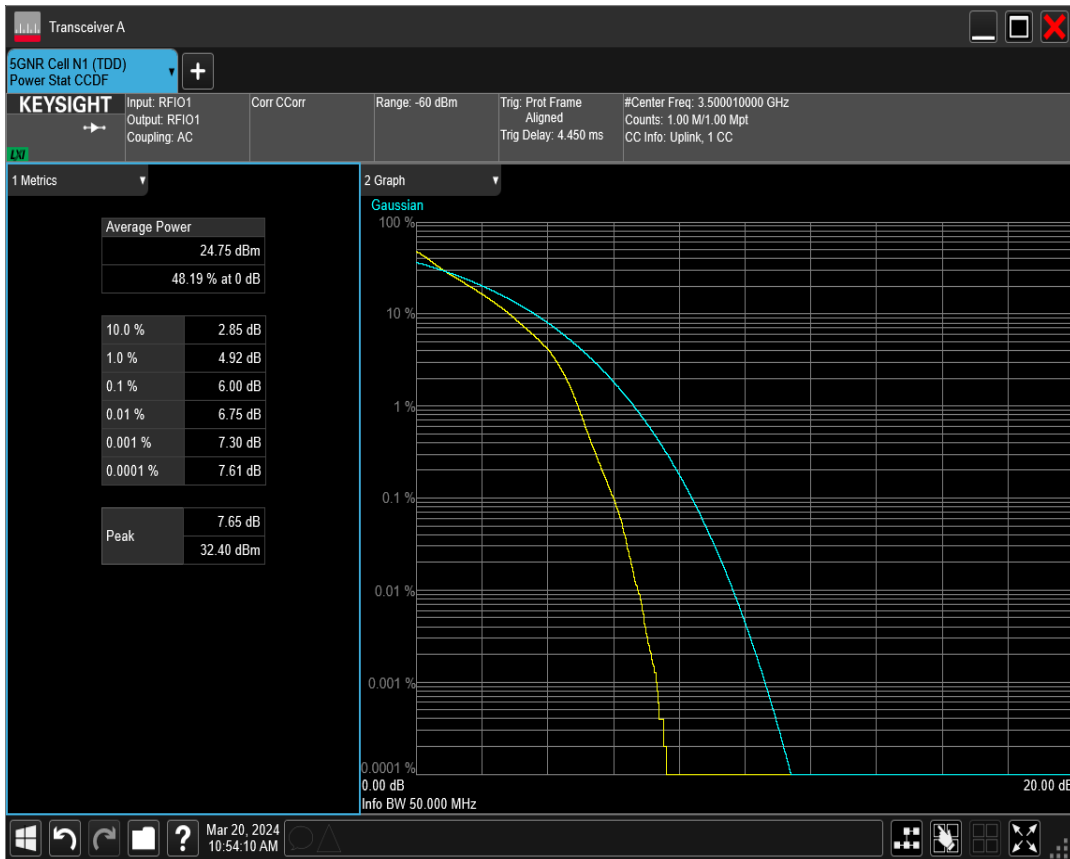 Transceiver A
5GNR Cell N1 (TDD)
Power Stat CCDF
+
KEYSIGHT
LXI
Input: RFIO1
Output: RFIO1
Coupling: AC
Corr CCorr
Range: -60 dBm
Trig: Prot Frame
Aligned
Trig Delay: 4.450 ms
#Center Freq: 3.500010000 GHz
Counts: 1.00 M/1.00 Mpt
CC Info: Uplink, 1 CC
1 Metrics
Average Power
24.75 dBm
48.19 % at 0 dB
10.0 % 2.85 dB
1.0 % 4.92 dB
0.1 % 6.00 dB
0.01 % 6.75 dB
0.001 % 7.30 dB
0.0001 % 7.61 dB
Peak
7.65 dB
32.40 dBm
2 Graph
Gaussian
100 %
10 %
1 %
0.1 %
0.01 %
0.001 %
0.0001 %
0.00 dB 20.00 dB
Info BW 50.000 MHz
?
Mar 20, 2024
10:54:10 AM